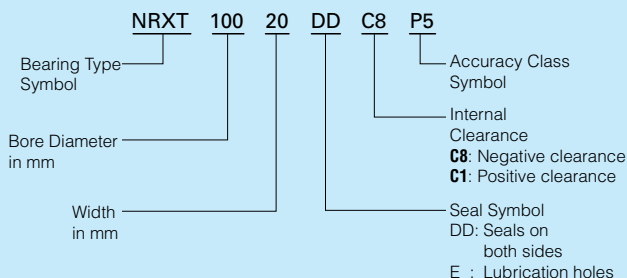 NRXT 100 20 DD C8 P5
Bearing Type
Symbol
Bore Diameter
in mm
Width
in mm
Accuracy Class
Symbol
Internal
Clearance
C8: Negative clearance
C1: Positive clearance
Seal Symbol
DD: Seals on
both sides
E : Lubrication holes